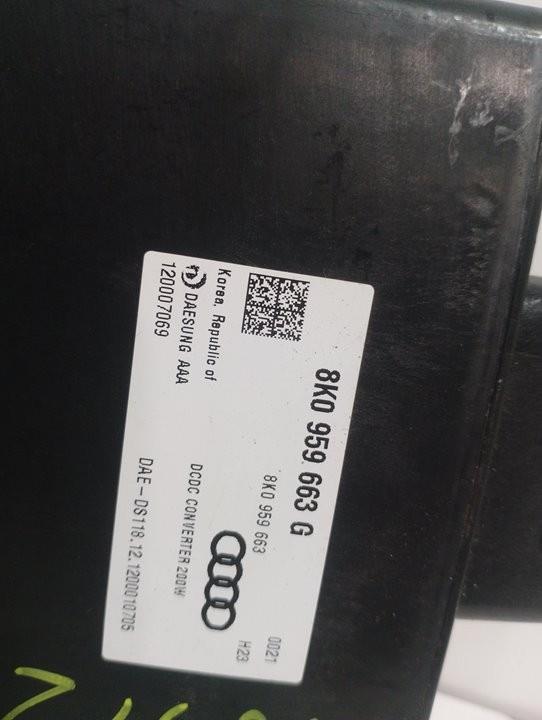 8K0 959 663 G
8K0 959 663 0021
H23
Korea, Republic of
DCDC CONVERTER 200W
DAESUNG AAA
120007069
DAE-DS118.12.1200010705